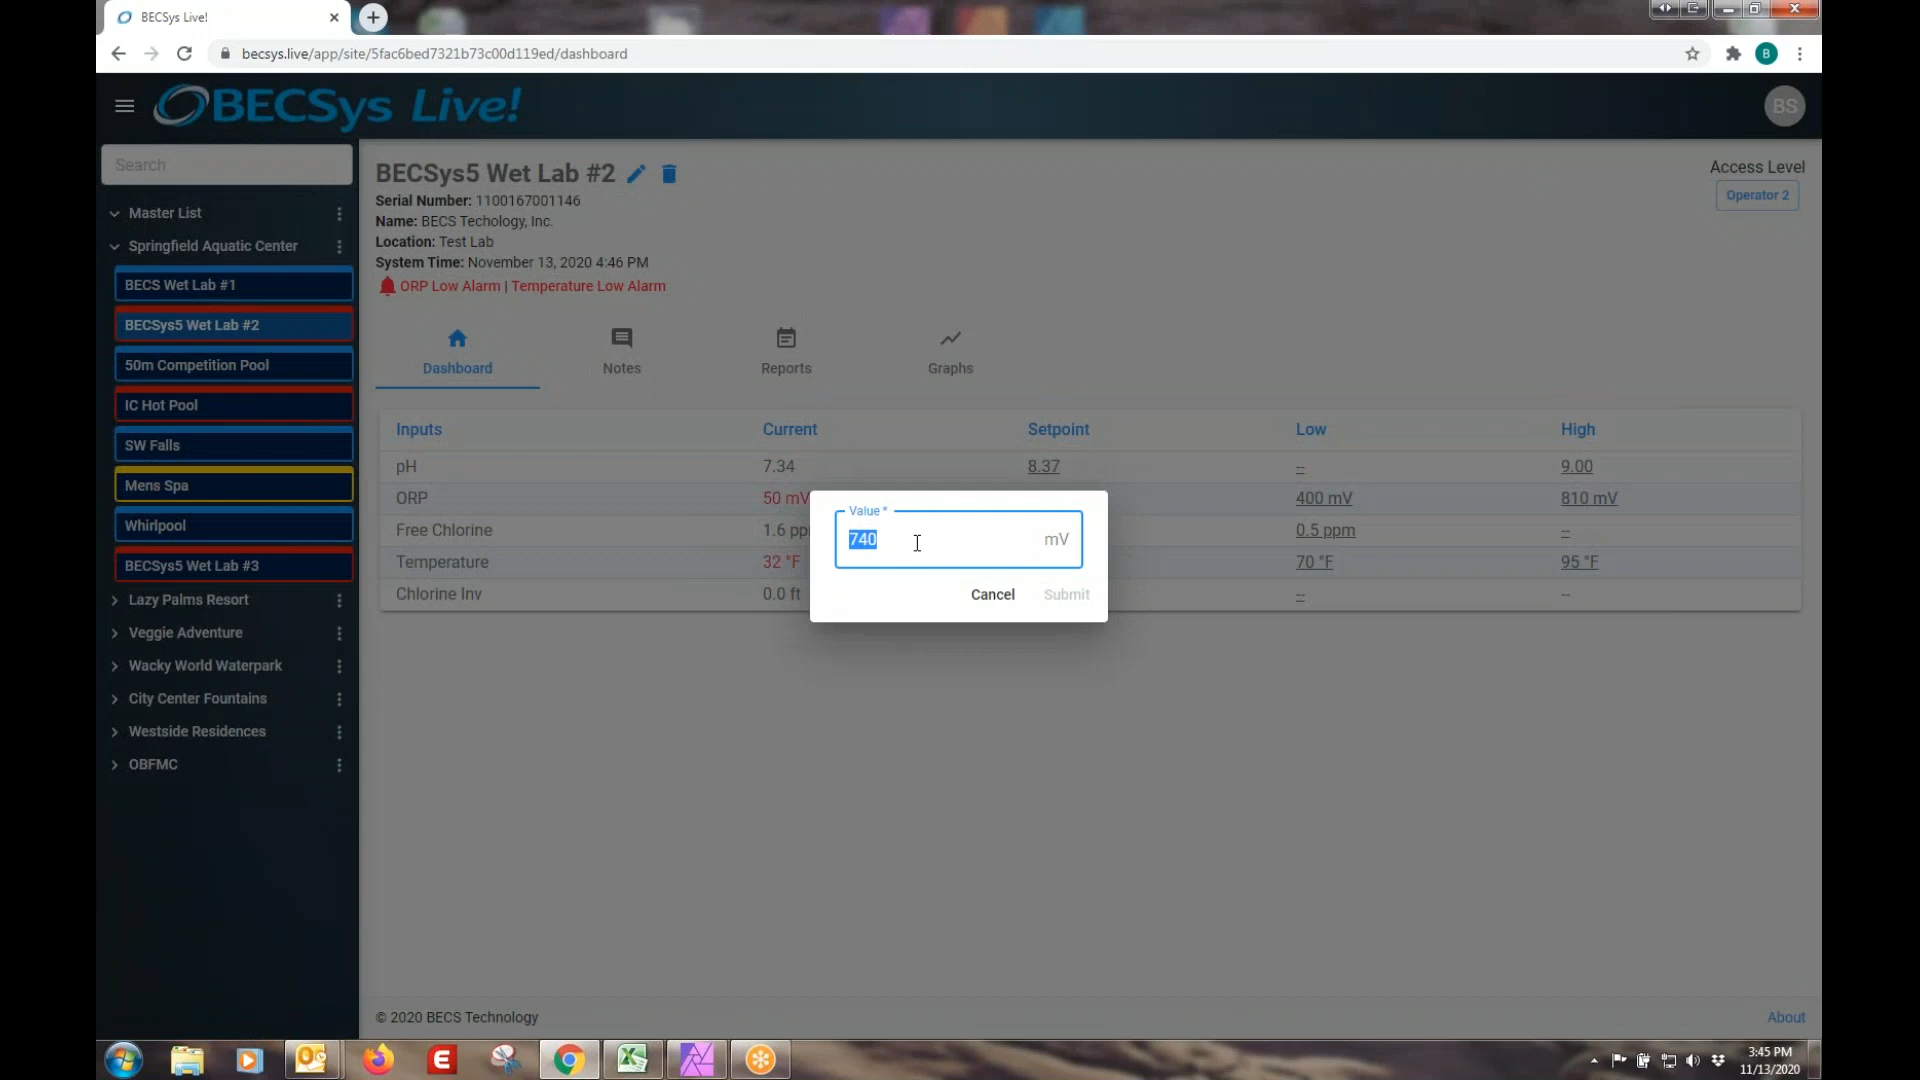 BECSys Live!
becsys.live/app/site/5fac6bed7321b73c00d119ed/dashboard
BECSys Live!
BS
Search
Master List
Springfield Aquatic Center
BECS Wet Lab #1
BECSys5 Wet Lab #2
50m Competition Pool
IC Hot Pool
SW Falls
Mens Spa
Whirlpool
BECSys5 Wet Lab #3
Lazy Palms Resort
Veggie Adventure
Wacky World Waterpark
City Center Fountains
Westside Residences
OBFMC
BECSys5 Wet Lab #2
Access Level
Operator 2
Serial Number: 1100167001146
Name: BECS Techology, Inc.
Location: Test Lab
System Time: November 13, 2020 4:46 PM
ORP Low Alarm | Temperature Low Alarm
Dashboard Notes Reports Graphs
Inputs Current Setpoint Low High
pH 7.34 8.37 -- 9.00
ORP 50 mV 400 mV 810 mV
Free Chlorine 1.6 pp 0.5 ppm --
Temperature 32 °F 70 °F 95 °F
Chlorine Inv 0.0 ft -- --
Value *
740 mV
Cancel Submit
© 2020 BECS Technology About
3:45 PM
11/13/2020